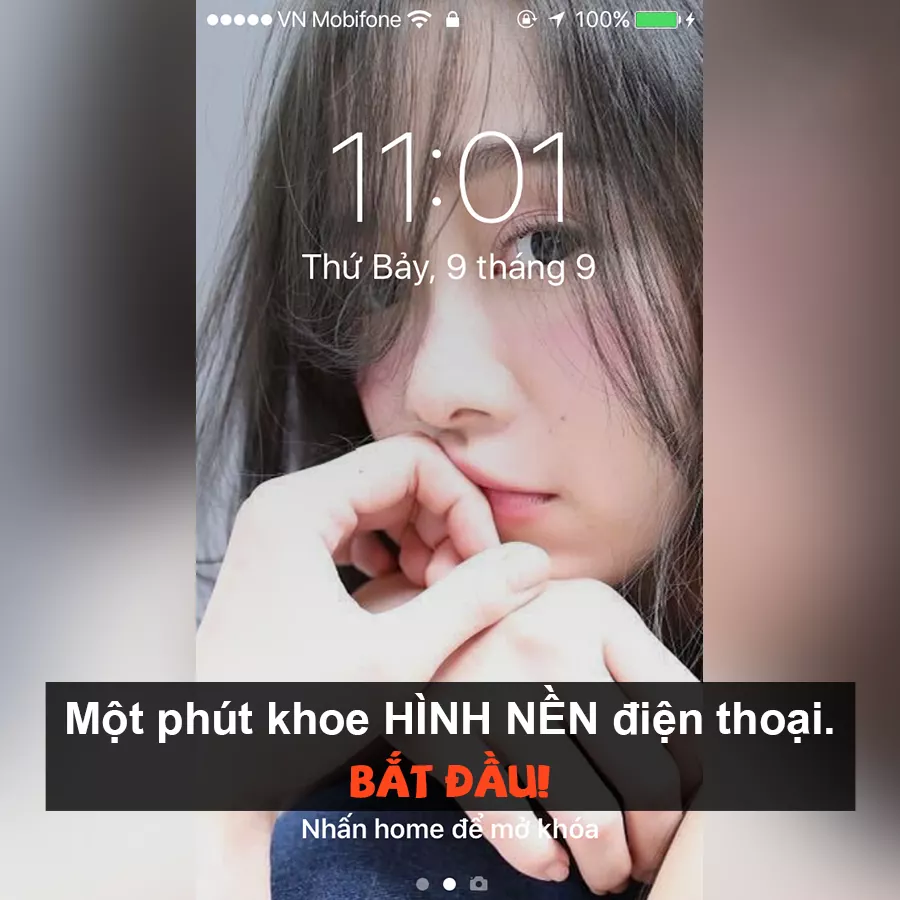 VN Mobifone 100%
11:01
Thứ Bảy, 9 tháng 9
Một phút khoe HÌNH NỀN điện thoại.
BẮT ĐẦU!
Nhấn home để mở khóa